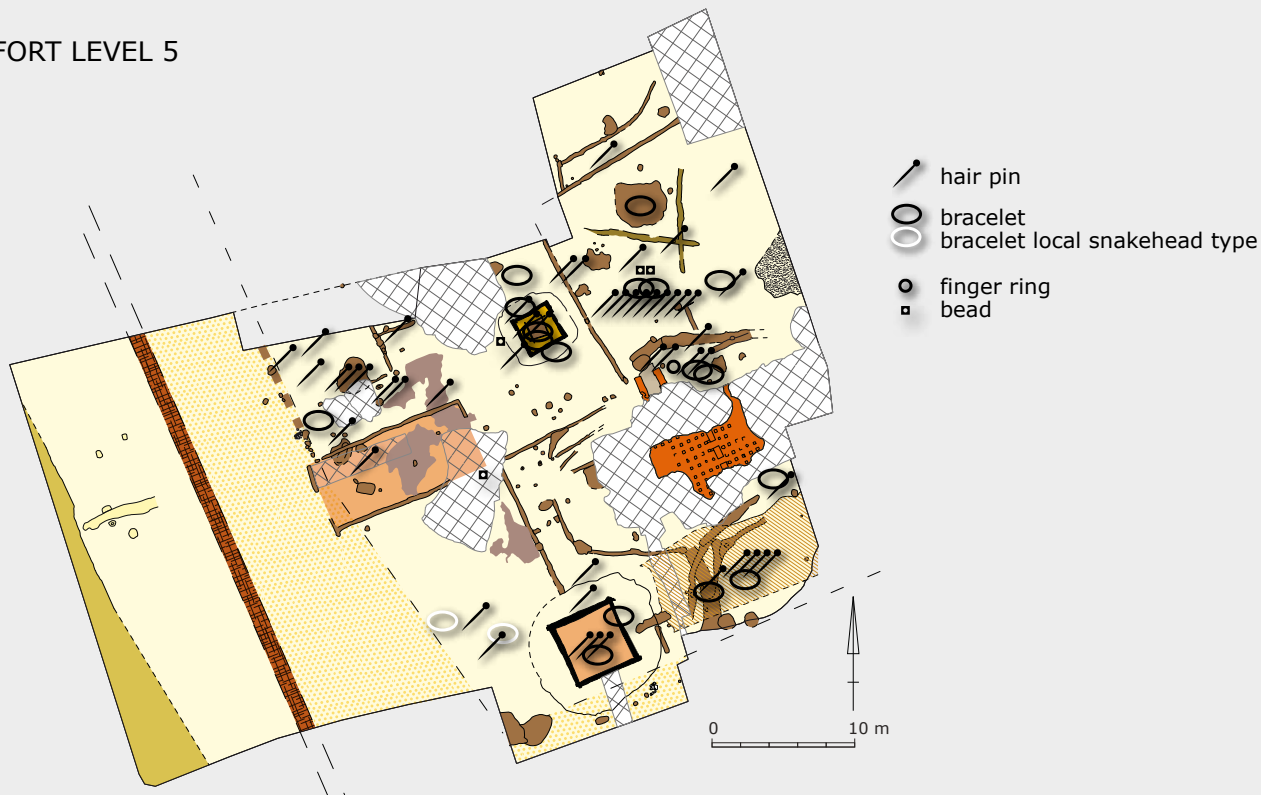 FORT LEVEL 5
hair pin
bracelet
bracelet local snakehead type
finger ring
bead
0 10 m